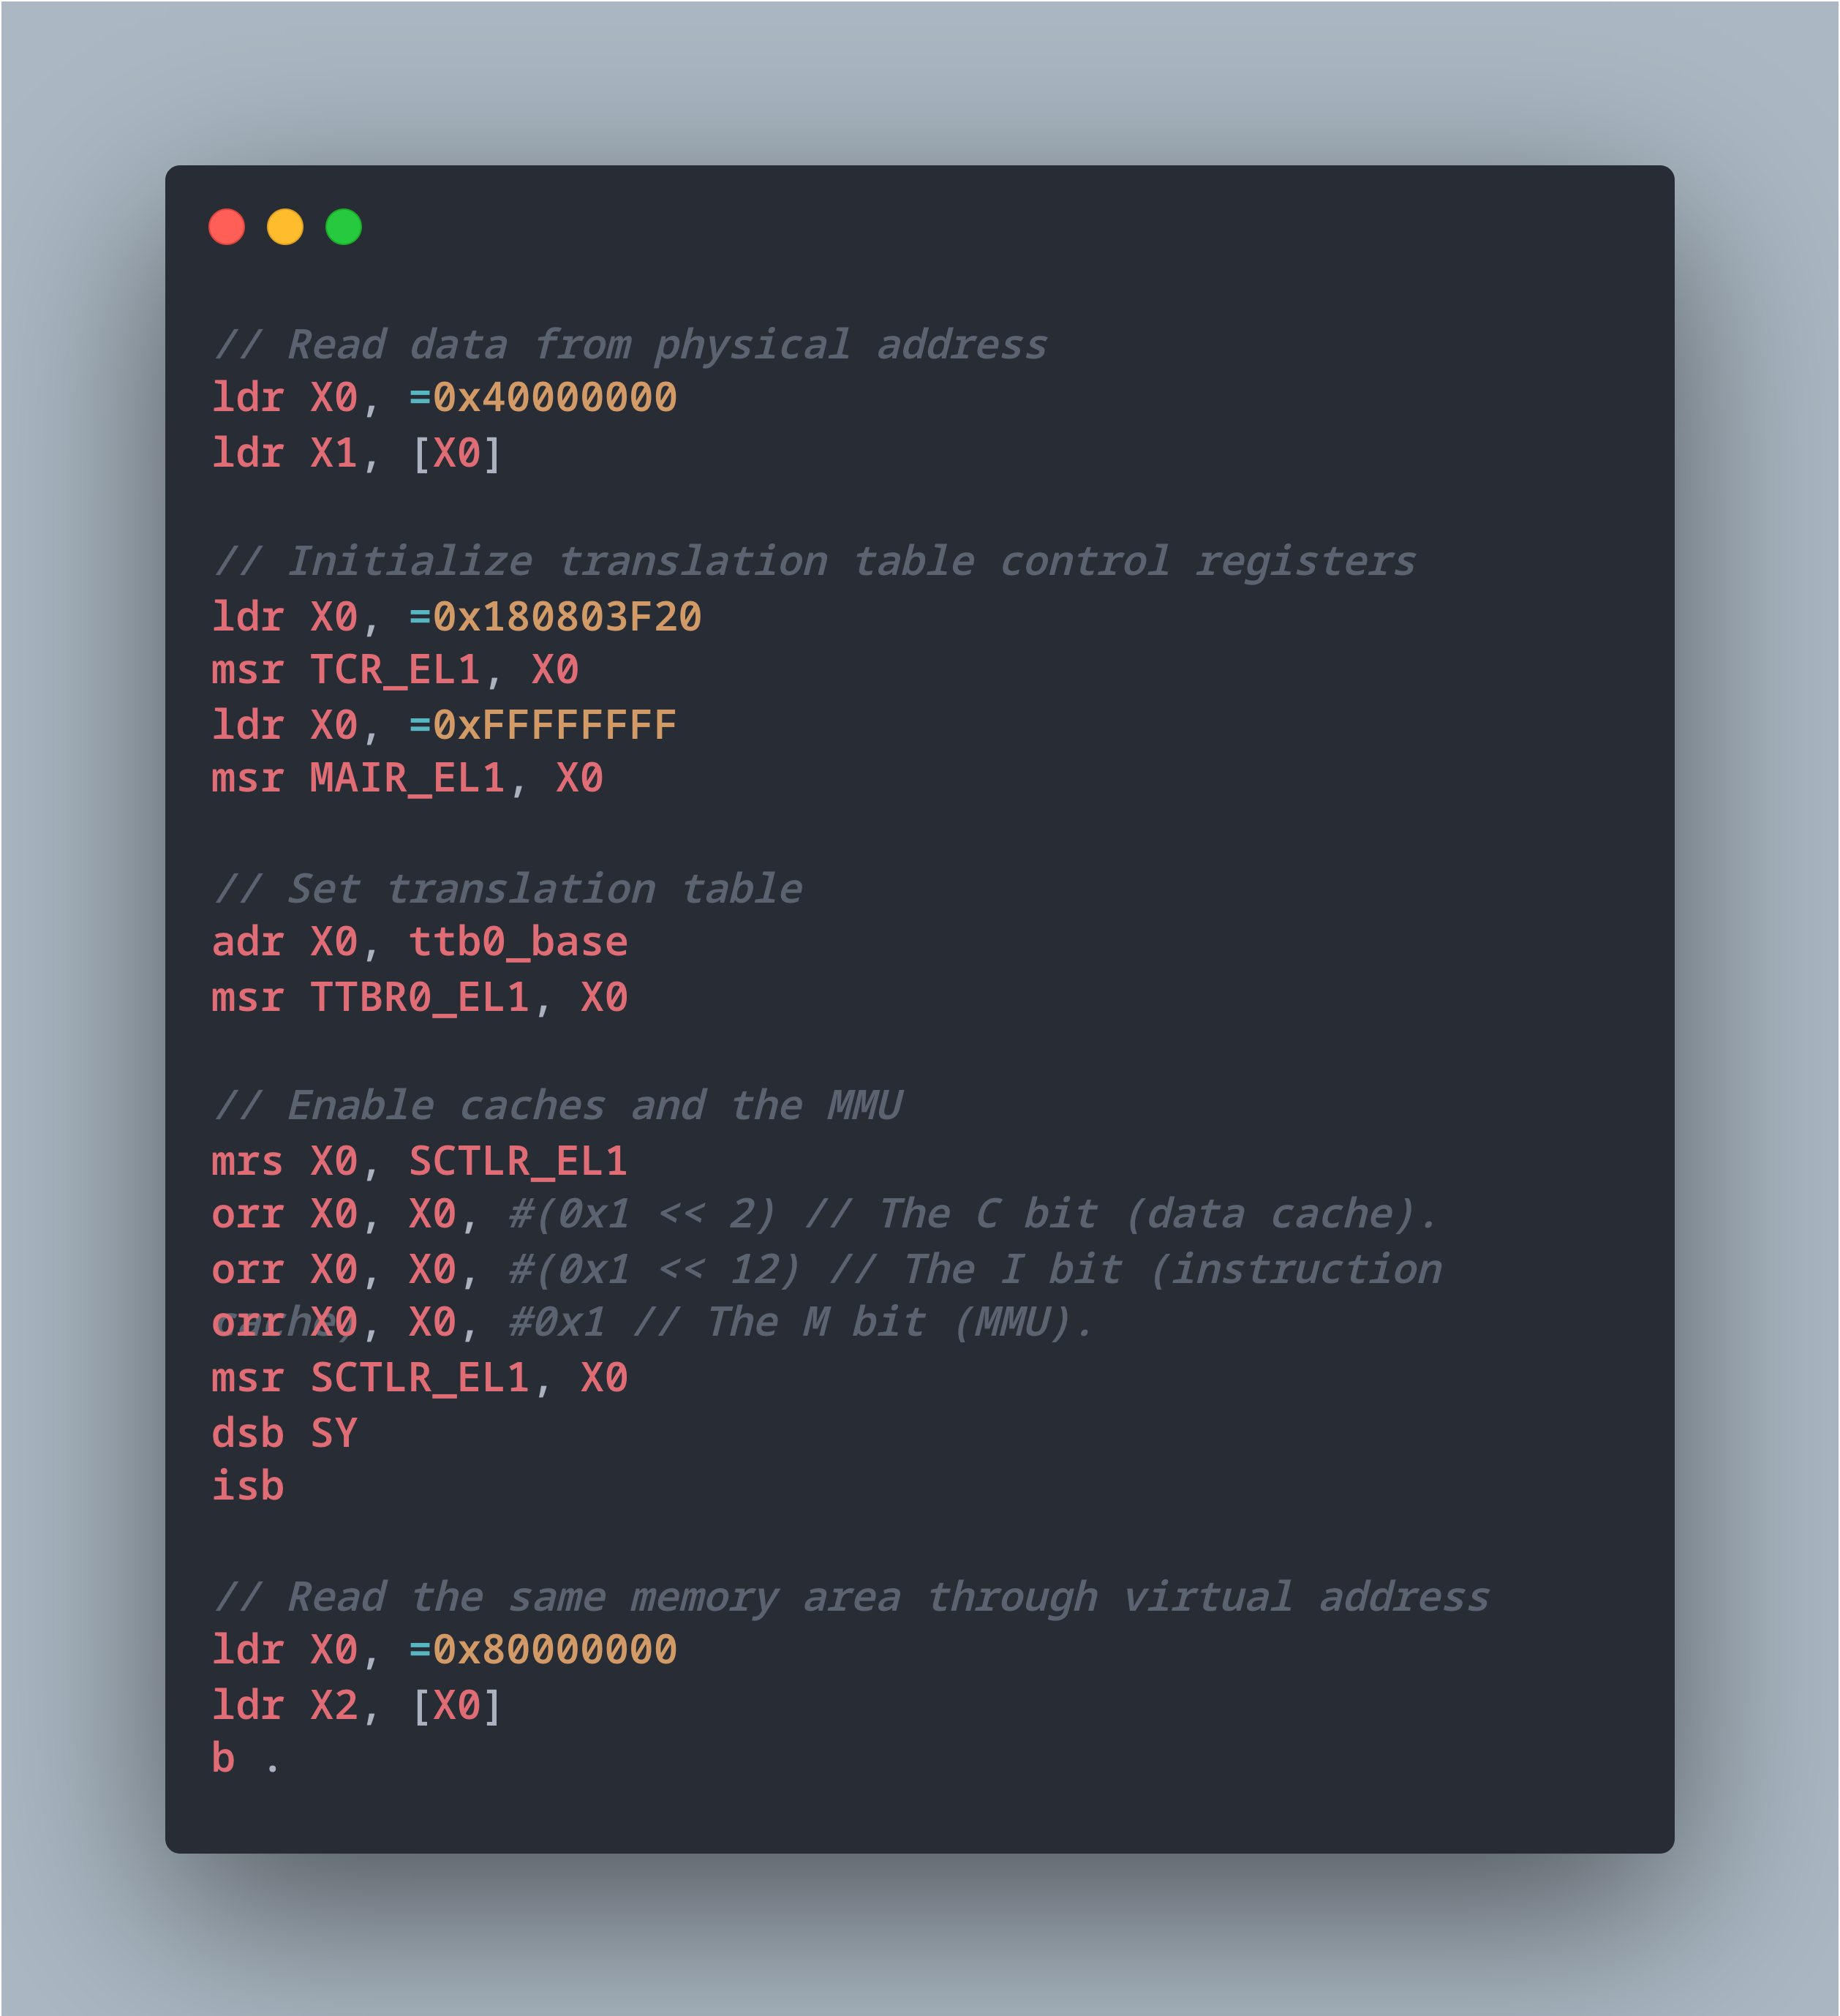 // Read data from physical address
ldr X0, =0x40000000
ldr X1, [X0]
// Initialize translation table control registers
ldr X0, =0x180803F20
msr TCR_EL1, X0
ldr X0, =0xFFFFFFFF
msr MAIR_EL1, X0
// Set translation table
adr X0, ttb0_base
msr TTBR0_EL1, X0
// Enable caches and the MMU
mrs X0, SCTLR_EL1
orr X0, X0, #(0x1 << 2) // The C bit (data cache).
orr X0, X0, #(0x1 << 12) // The I bit (instruction
cache)
orr X0, X0, #0x1 // The M bit (MMU).
msr SCTLR_EL1, X0
dsb SY
isb
// Read the same memory area through virtual address
ldr X0, =0x80000000
ldr X2, [X0]
b .